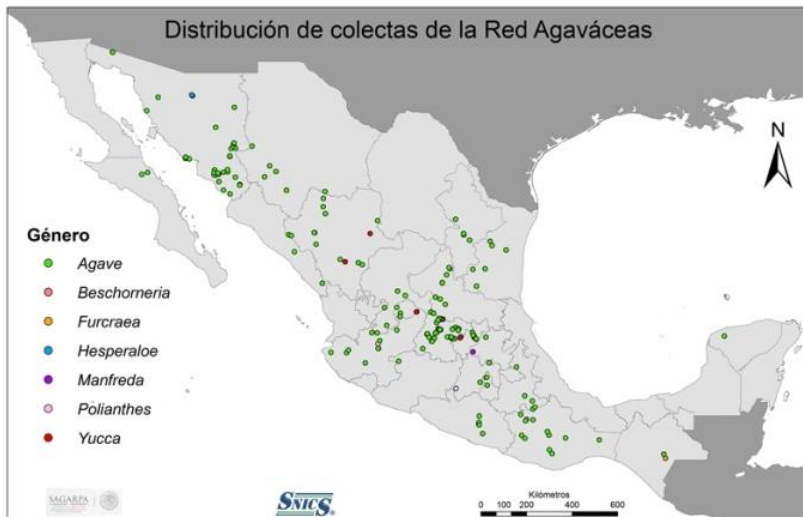 Distribución de colectas de la Red Agaváceas
N
Género
Agave
Beschorneria
Furcraea
Hesperaloe
Manfreda
Polianthes
Yucca
SAGARPA
SNICS
Kilómetros
0 100 200 400 600